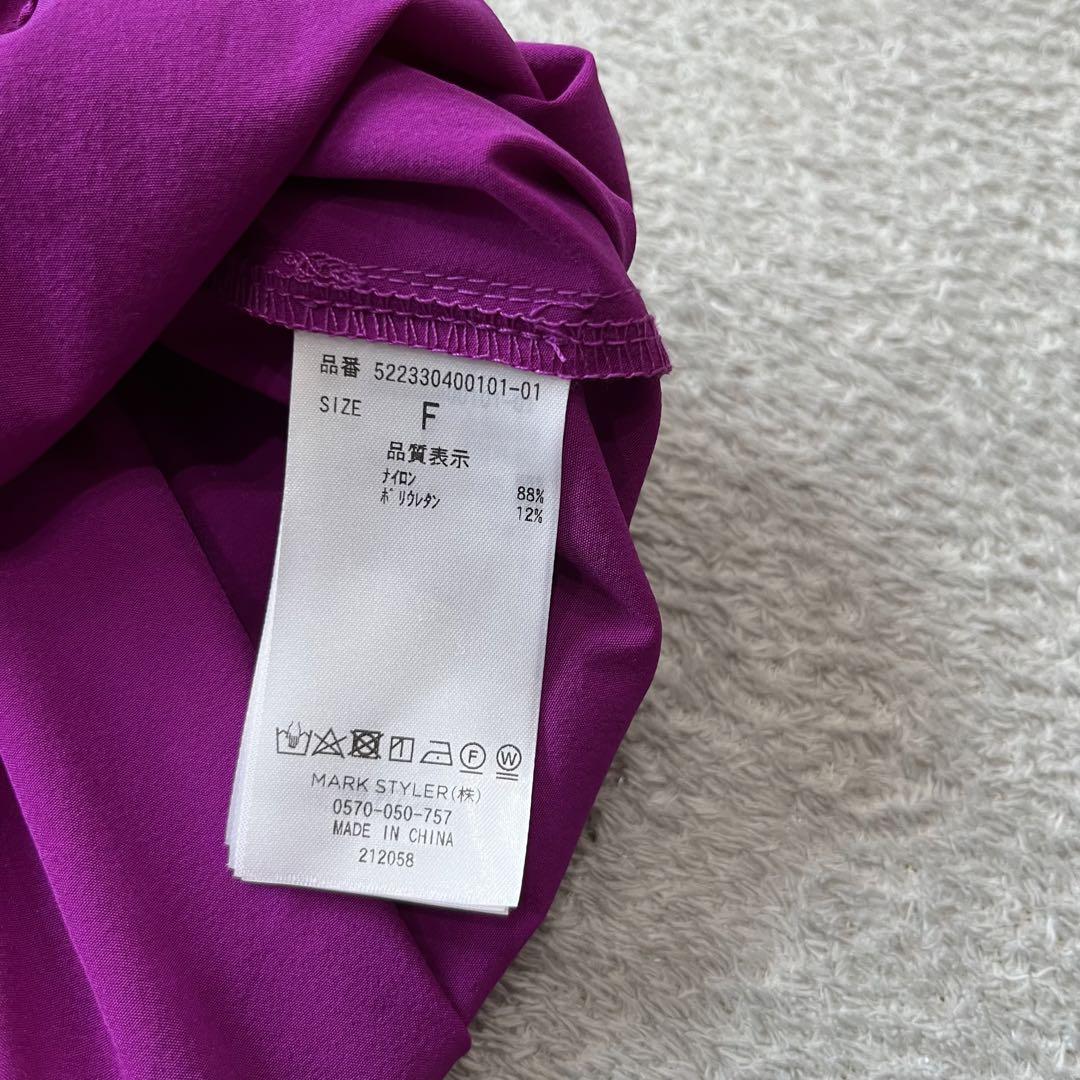 品番 522330400101-01
SIZE F
品質表示
ナイロン 88%
ポリウレタン 12%
F W
MARK STYLER(株)
0570-050-757
MADE IN CHINA
212058